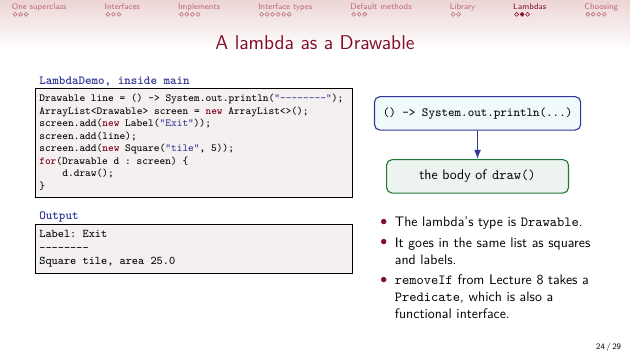 One superclass Interfaces Implements Interface types Default methods Library Lambdas Choosing
A lambda as a Drawable
LambdaDemo, inside main
Drawable line = () -> System.out.println("--------");
ArrayList<Drawable> screen = new ArrayList<>();
screen.add(new Label("Exit"));
screen.add(line);
screen.add(new Square("tile", 5));
for(Drawable d : screen) {
    d.draw();
}
Output
Label: Exit
--------
Square tile, area 25.0
() -> System.out.println(...)
the body of draw()
• The lambda's type is Drawable.
• It goes in the same list as squares
and labels.
• removeIf from Lecture 8 takes a
Predicate, which is also a
functional interface.
24 / 29